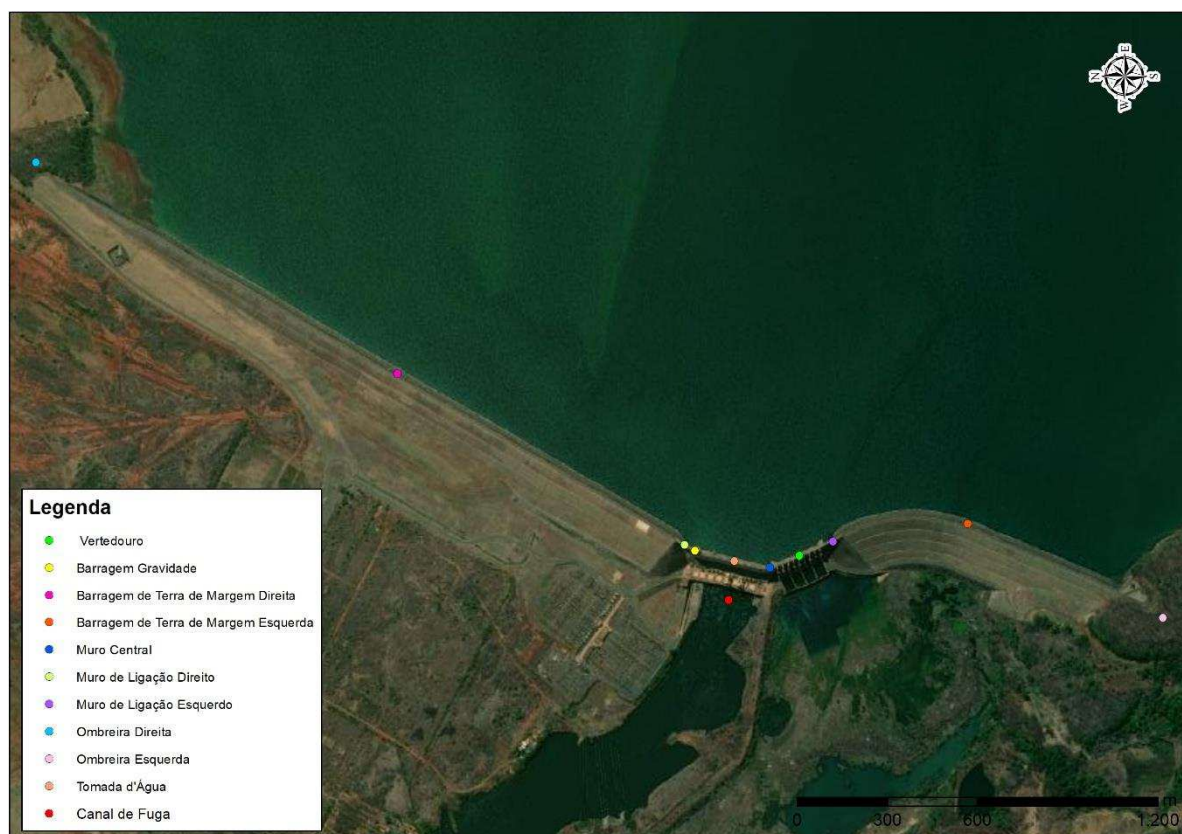 E
N
S
W
Legenda
Vertedouro
Barragem Gravidade
Barragem de Terra de Margem Direita
Barragem de Terra de Margem Esquerda
Muro Central
Muro de Ligação Direito
Muro de Ligação Esquerdo
Ombreira Direita
Ombreira Esquerda
Tomada d'Água
Canal de Fuga
m
0 300 600 1.200